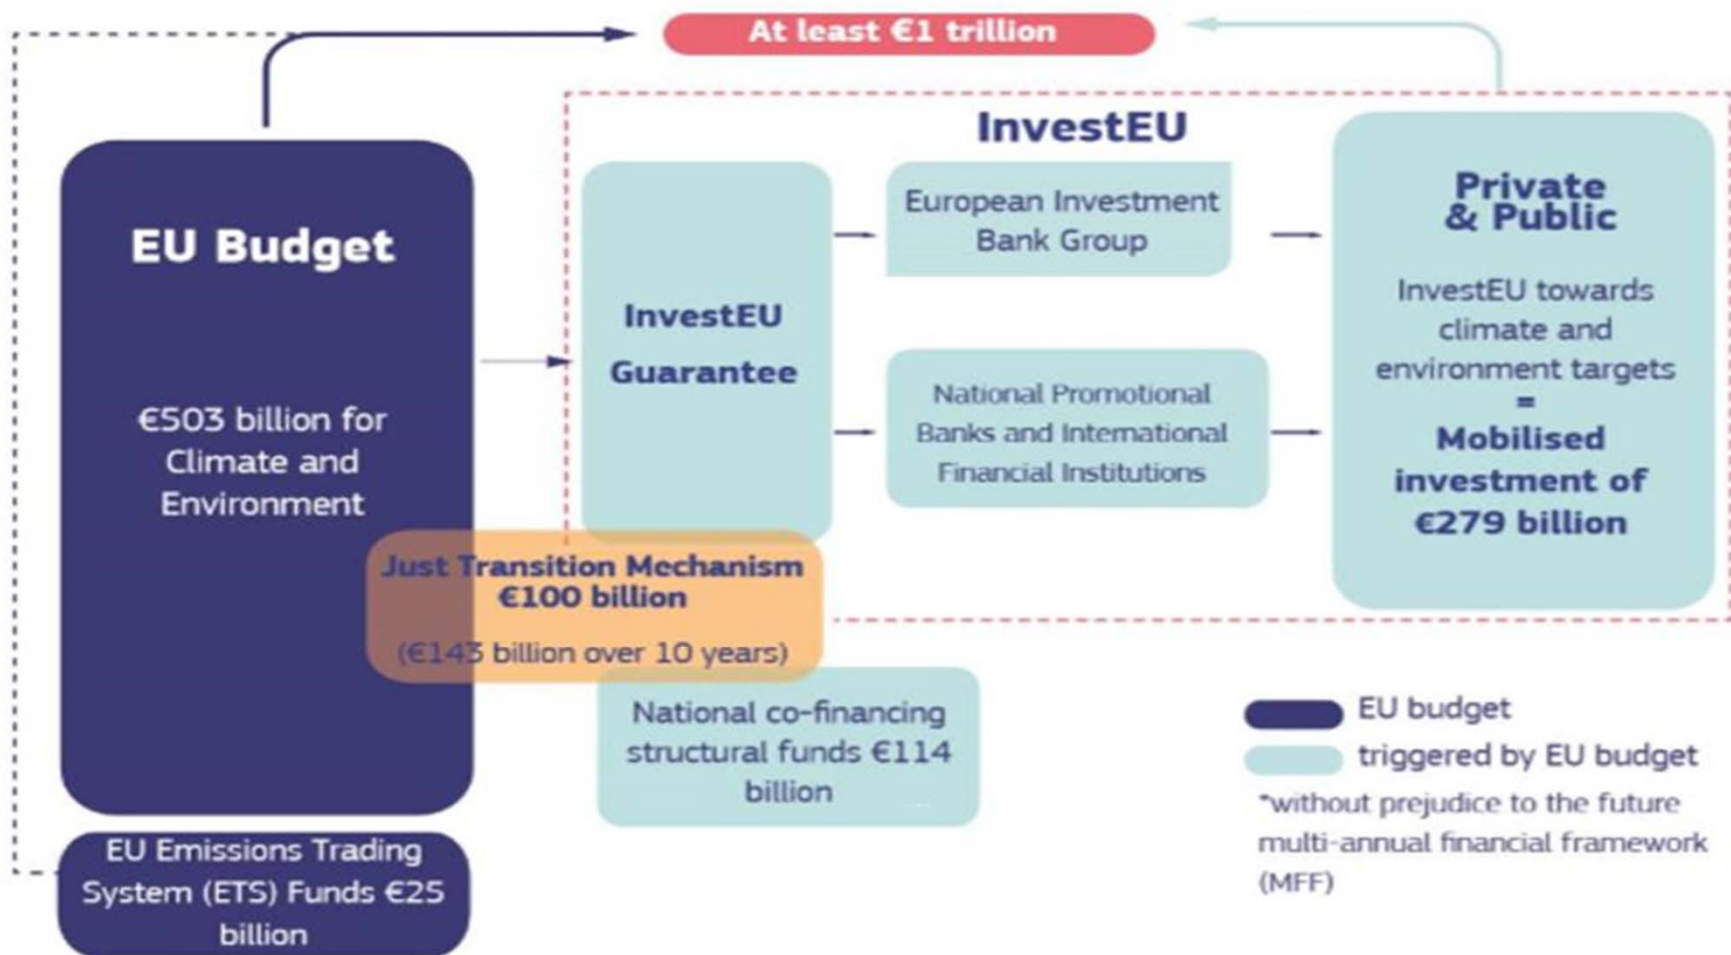 At least €1 trillion
EU Budget
€503 billion for
Climate and
Environment
InvestEU
InvestEU
Guarantee
European Investment
Bank Group
National Promotional
Banks and International
Financial Institutions
Private
& Public
InvestEU towards
climate and
environment targets
=
Mobilised
investment of
€279 billion
Just Transition Mechanism
€100 billion
(€143 billion over 10 years)
National co-financing
structural funds €114
billion
EU Emissions Trading
System (ETS) Funds €25
billion
EU budget
triggered by EU budget
*without prejudice to the future
multi-annual financial framework
(MFF)